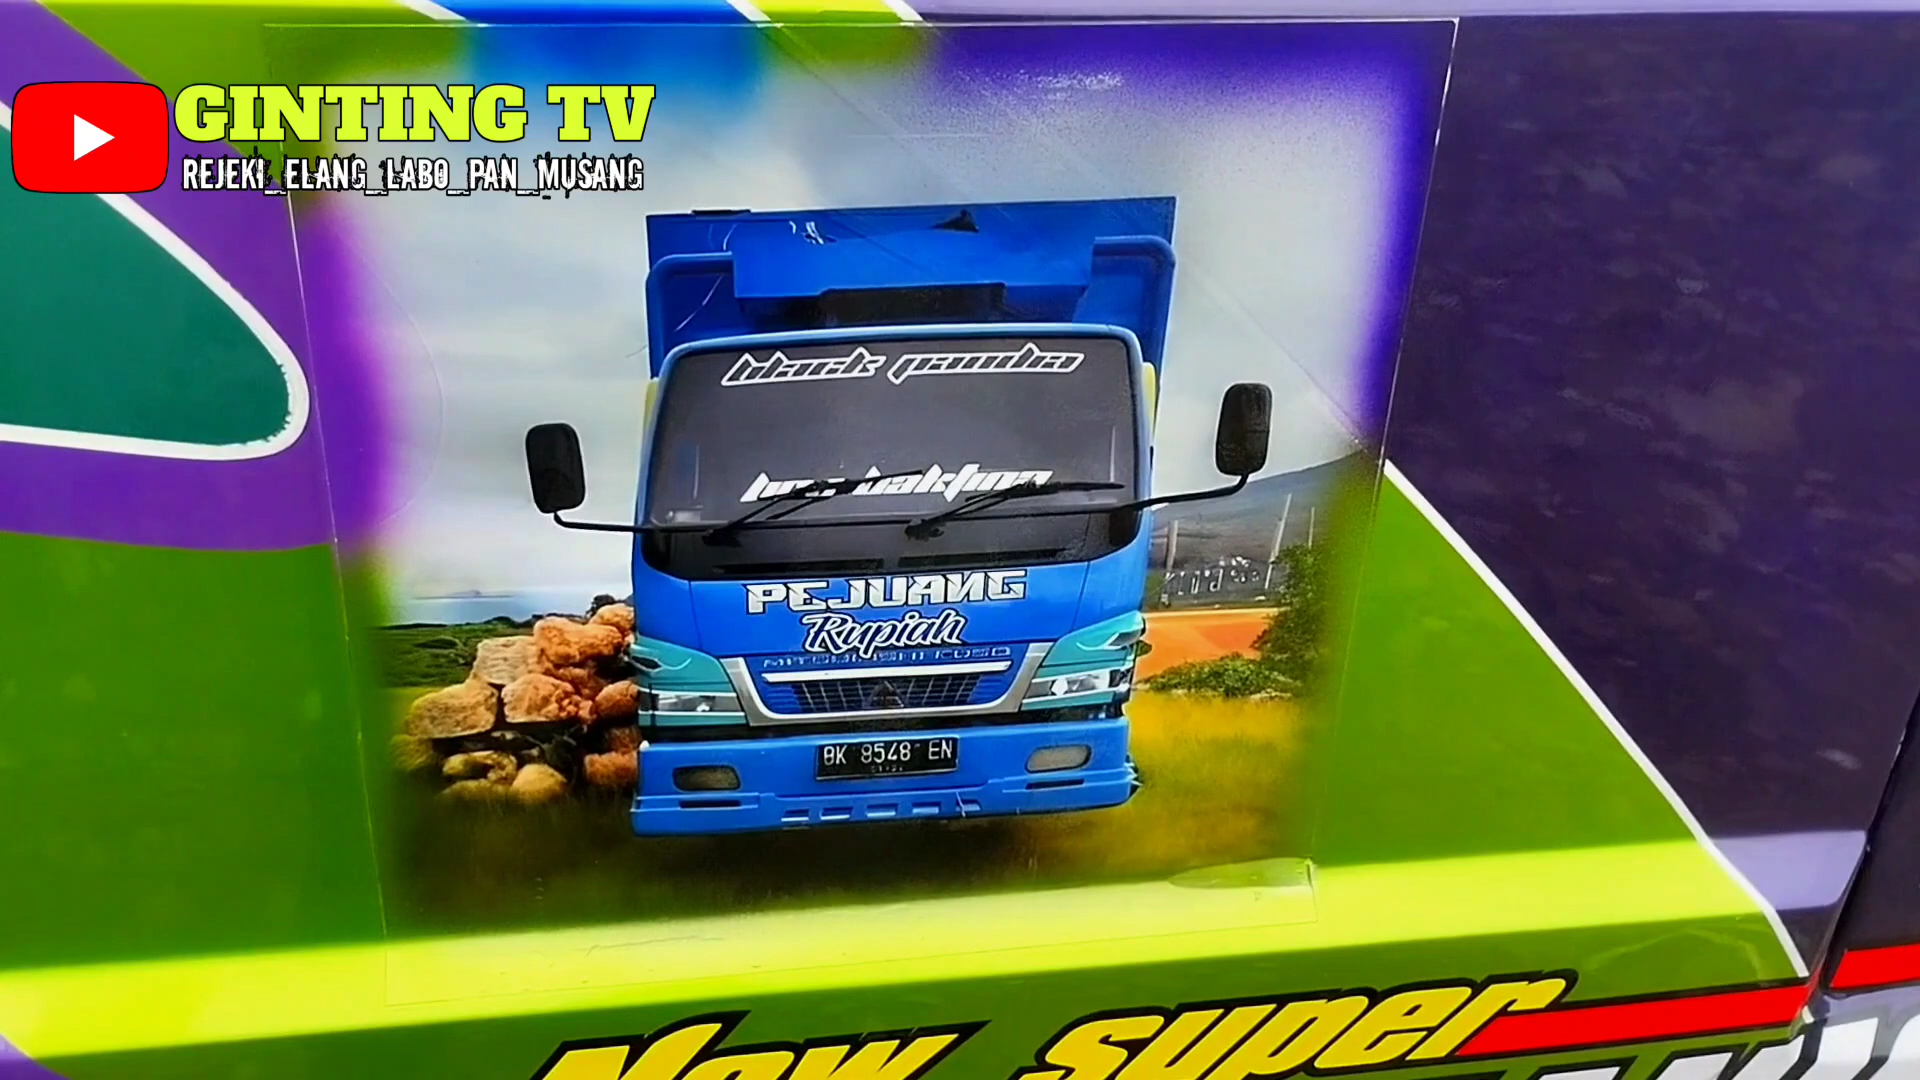 GINTING TV
REJEKI_ELANG_LABO_PAN_MUSANG
black panda
PEJUANG
Rupiah
BK 8548 EN
New super